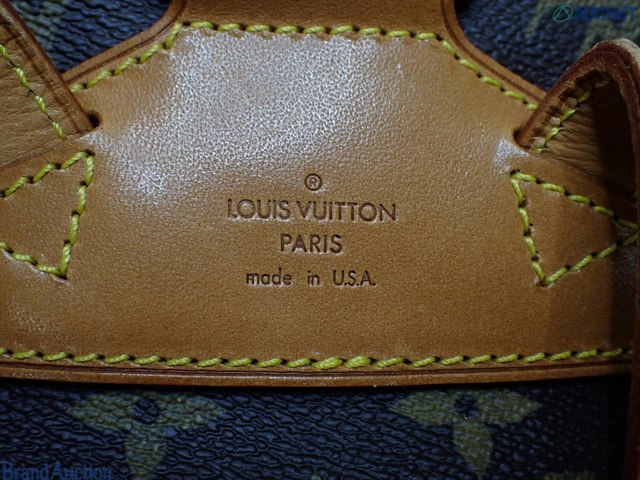 ®
LOUIS VUITTON
PARIS
made in U.S.A.
Brand Auction